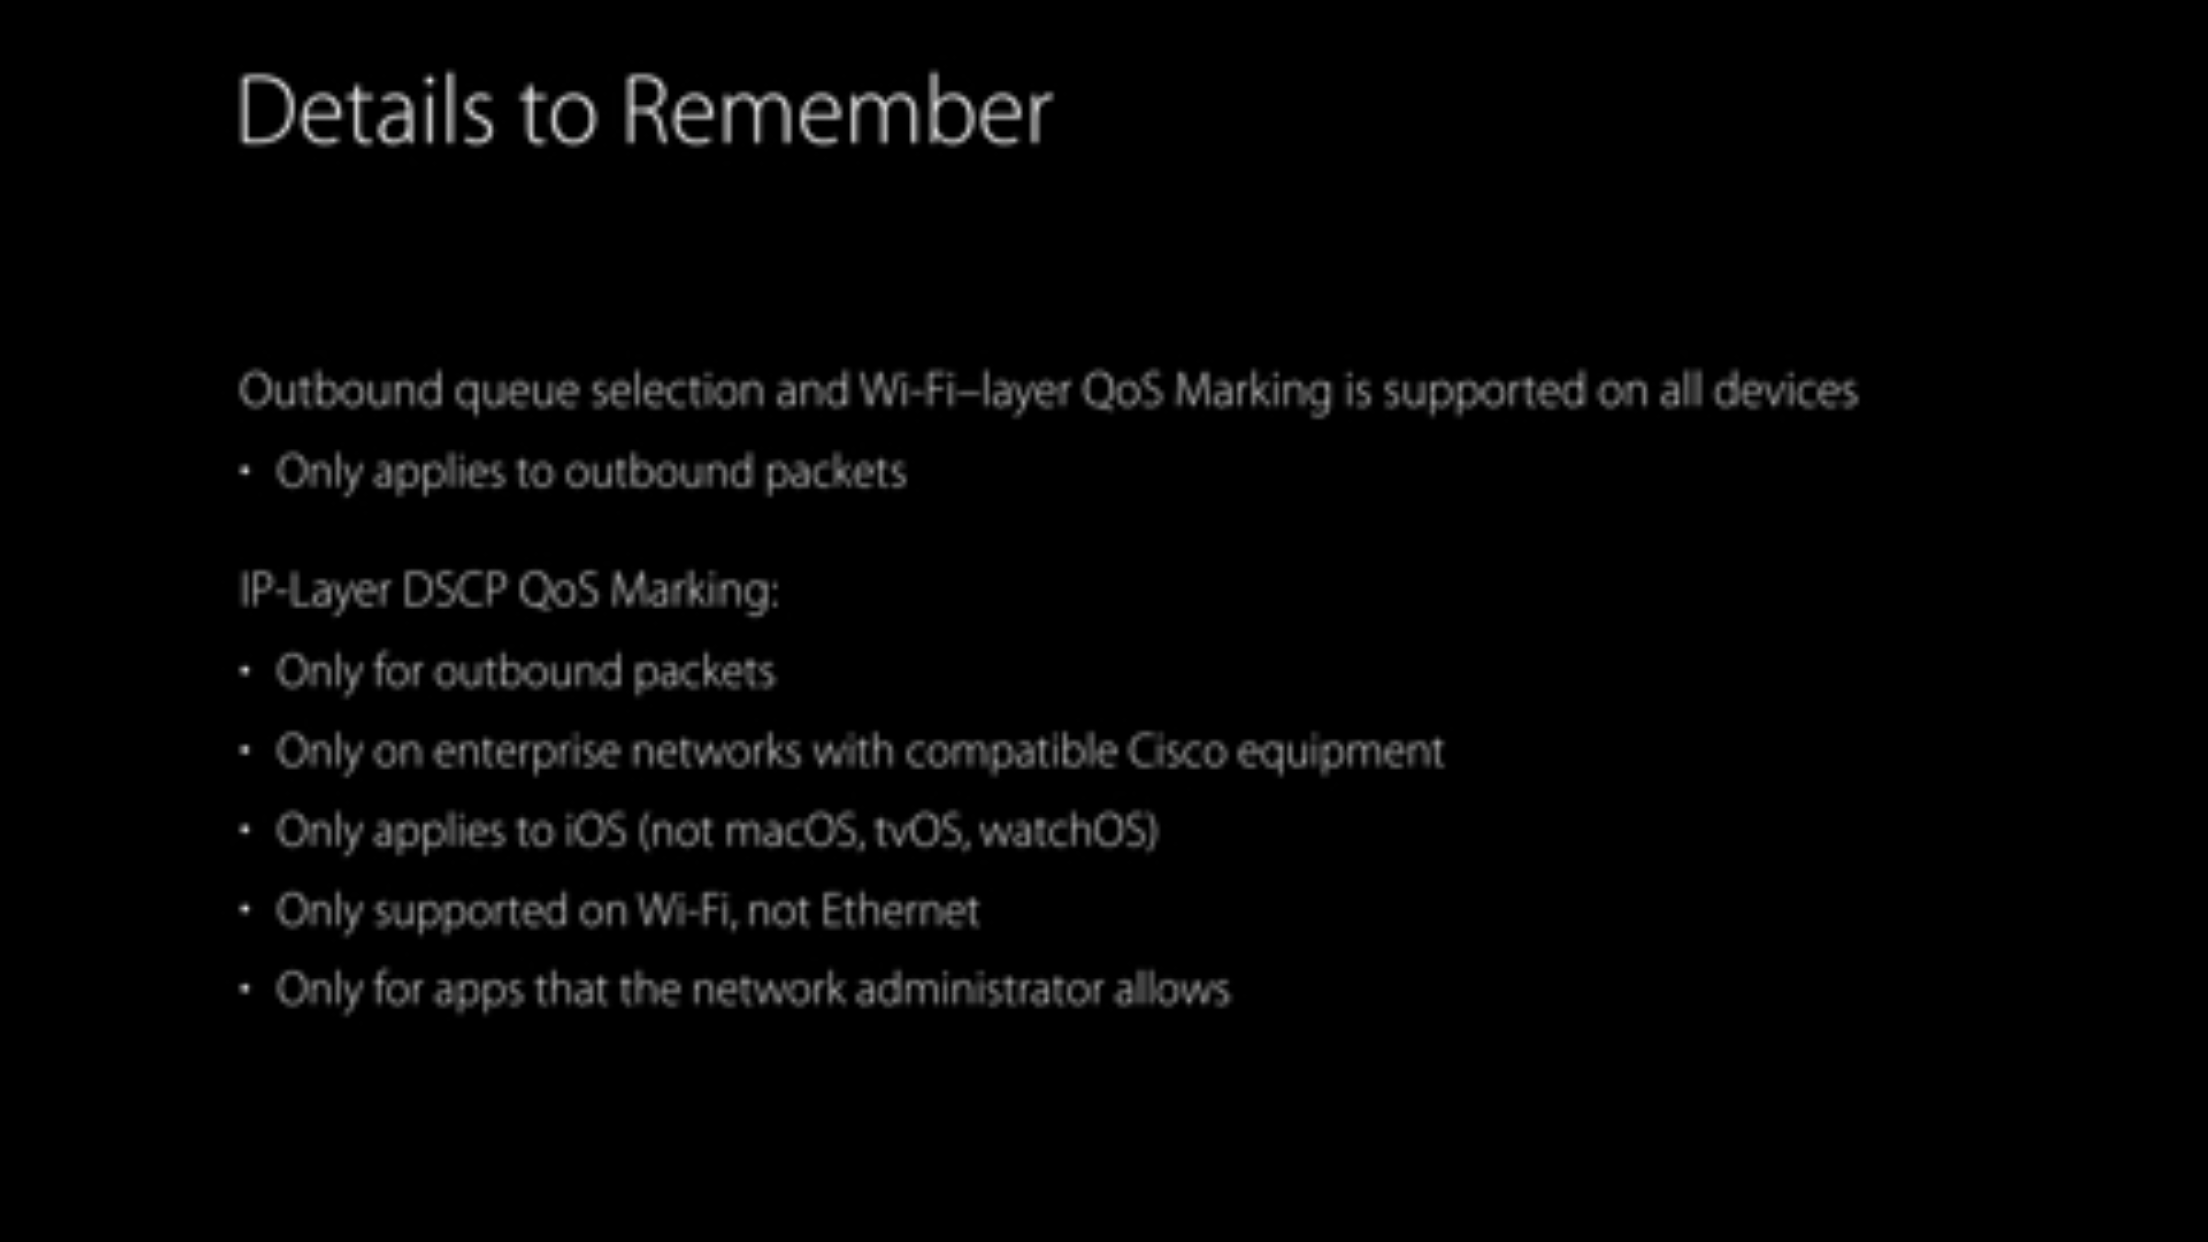 Details to Remember
Outbound queue selection and Wi-Fi–layer QoS Marking is supported on all devices
• Only applies to outbound packets
IP-Layer DSCP QoS Marking:
• Only for outbound packets
• Only on enterprise networks with compatible Cisco equipment
• Only applies to iOS (not macOS, tvOS, watchOS)
• Only supported on Wi-Fi, not Ethernet
• Only for apps that the network administrator allows